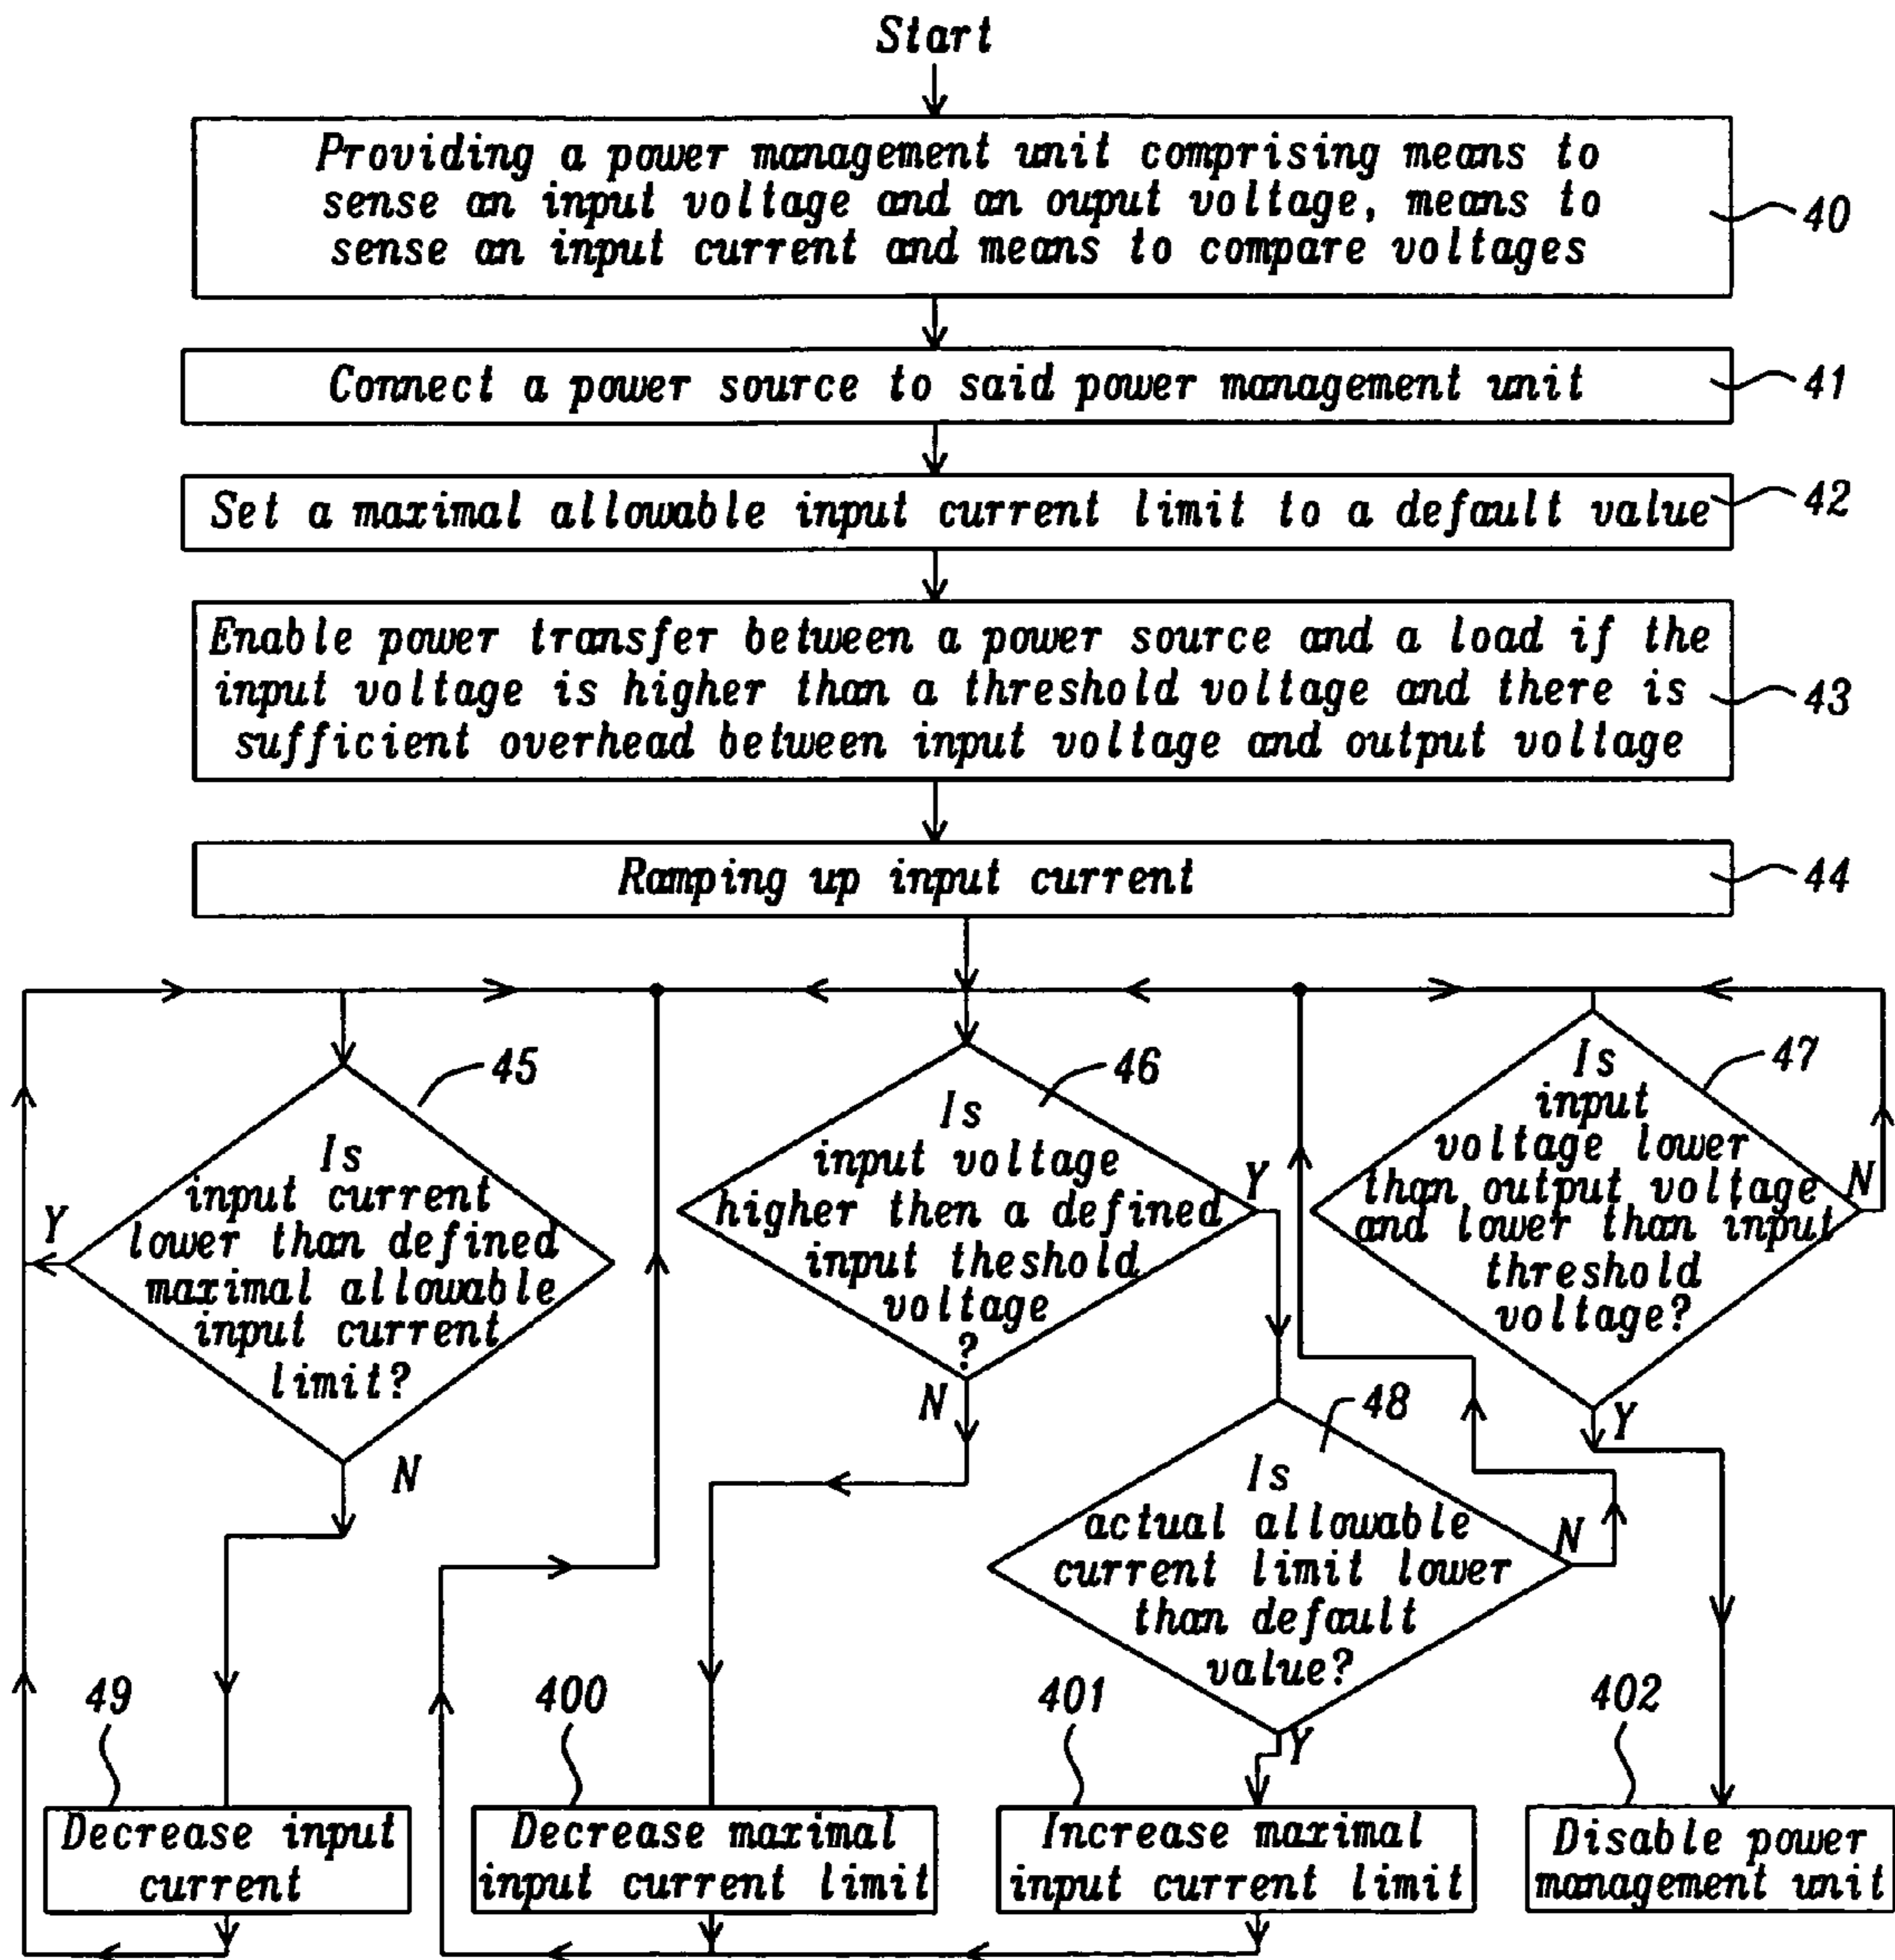 Start
Providing a power management unit comprising means to
sense an input voltage and an ouput voltage, means to
sense an input current and means to compare voltages
40
Connect a power source to said power management unit
41
Set a maximal allowable input current limit to a default value
42
Enable power transfer between a power source and a load if the
input voltage is higher than a threshold voltage and there is
sufficient overhead between input voltage and output voltage
43
Ramping up input current
44
45
Is
input current
lower than defined
maximal allowable
input current
limit?
Y
N
46
Is
input voltage
higher then a defined
input theshold
voltage
?
Y
N
47
Is
input
voltage lower
than output voltage
and lower than input
threshold
voltage?
N
Y
48
Is
actual allowable
current limit lower
than default
value?
N
Y
49
Decrease input
current
400
Decrease maximal
input current limit
401
Increase maximal
input current limit
402
Disable power
management unit